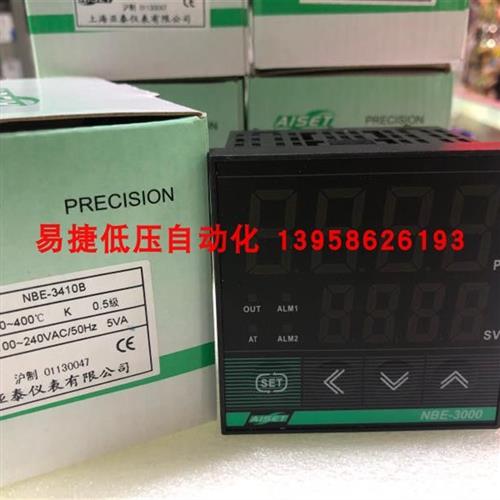 AISET
沪制 01130047
上海亚泰仪表有限公司
AISET
PRECISION
PRECISION
易捷低压自动化 13958626193
NBE-3410B
0~400℃ K 0.5级
100~240VAC/50Hz 5VA
CE
沪制 01130047
亚泰仪表有限公司
P
OUT ALM1
AT ALM2
SV
SET
AISET NBE-3000